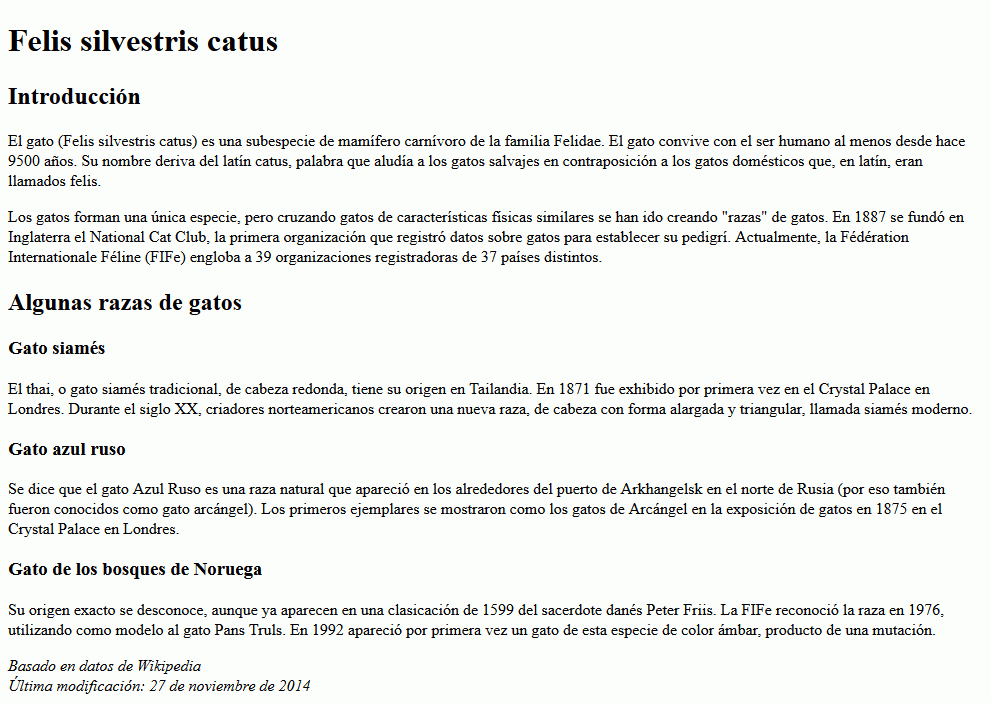 Felis silvestris catus
Introducción
El gato (Felis silvestris catus) es una subespecie de mamífero carnívoro de la familia Felidae. El gato convive con el ser humano al menos desde hace
9500 años. Su nombre deriva del latín catus, palabra que aludía a los gatos salvajes en contraposición a los gatos domésticos que, en latín, eran
llamados felis.
Los gatos forman una única especie, pero cruzando gatos de características físicas similares se han ido creando "razas" de gatos. En 1887 se fundó en
Inglaterra el National Cat Club, la primera organización que registró datos sobre gatos para establecer su pedigrí. Actualmente, la Fédération
Internationale Féline (FIFe) engloba a 39 organizaciones registradoras de 37 países distintos.
Algunas razas de gatos
Gato siamés
El thai, o gato siamés tradicional, de cabeza redonda, tiene su origen en Tailandia. En 1871 fue exhibido por primera vez en el Crystal Palace en
Londres. Durante el siglo XX, criadores norteamericanos crearon una nueva raza, de cabeza con forma alargada y triangular, llamada siamés moderno.
Gato azul ruso
Se dice que el gato Azul Ruso es una raza natural que apareció en los alrededores del puerto de Arkhangelsk en el norte de Rusia (por eso también
fueron conocidos como gato arcángel). Los primeros ejemplares se mostraron como los gatos de Arcángel en la exposición de gatos en 1875 en el
Crystal Palace en Londres.
Gato de los bosques de Noruega
Su origen exacto se desconoce, aunque ya aparecen en una clasicación de 1599 del sacerdote danés Peter Friis. La FIFe reconoció la raza en 1976,
utilizando como modelo al gato Pans Truls. En 1992 apareció por primera vez un gato de esta especie de color ámbar, producto de una mutación.
Basado en datos de Wikipedia
Última modificación: 27 de noviembre de 2014